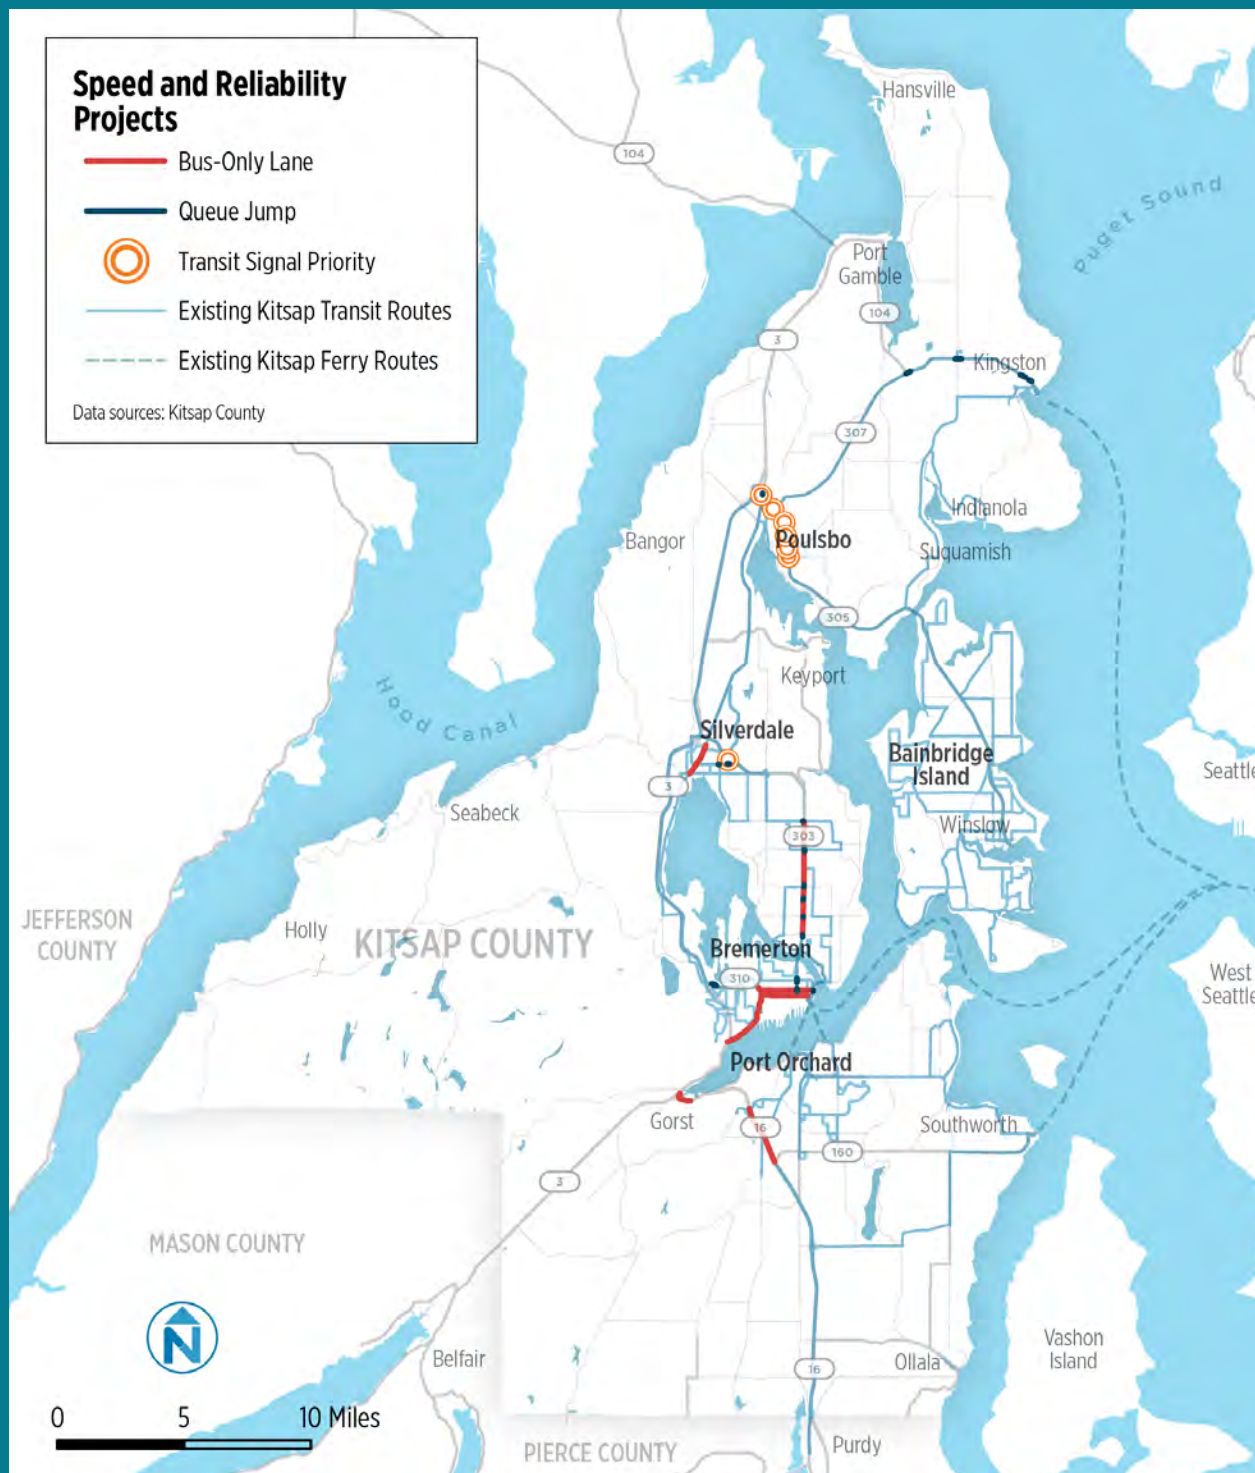 Speed and Reliability
Projects
Bus-Only Lane
Queue Jump
Transit Signal Priority
Existing Kitsap Transit Routes
Existing Kitsap Ferry Routes
Data sources: Kitsap County
Hansville
104
Puget Sound
Port
Gamble
104
3
Kingston
307
Indianola
Bangor
Poulsbo
Suquamish
305
Keyport
Hood Canal
Silverdale
Bainbridge
Island
Seattle
3
Seabeck
Winslow
303
JEFFERSON
COUNTY
Holly
KITSAP COUNTY
Bremerton
310
West
Seattle
Port Orchard
Gorst
16
Southworth
160
3
MASON COUNTY
N
Vashon
Island
Belfair
16
Ollala
0 5 10 Miles
PIERCE COUNTY
Purdy